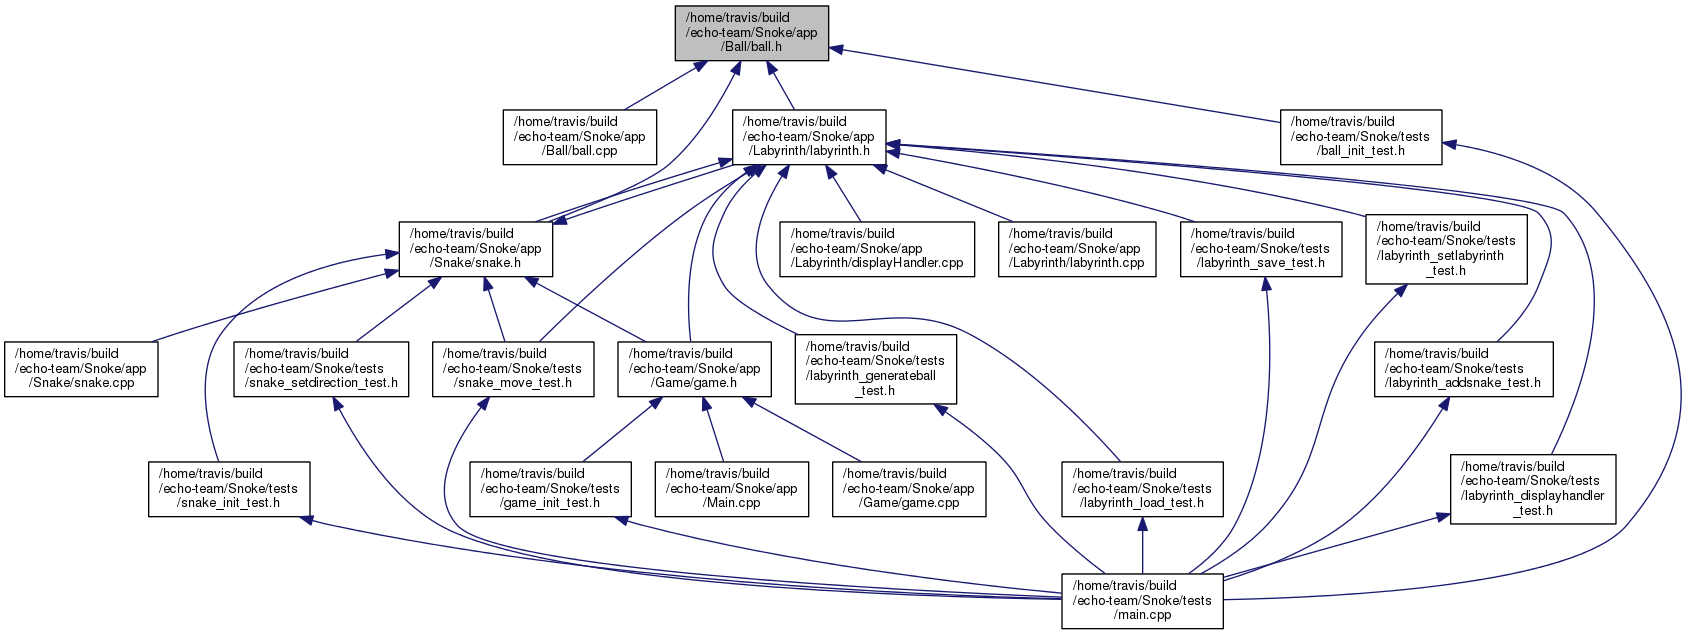 /home/travis/build
/echo-team/Snoke/app
/Ball/ball.h
/home/travis/build
/echo-team/Snoke/app
/Ball/ball.cpp
/home/travis/build
/echo-team/Snoke/app
/Labyrinth/labyrinth.h
/home/travis/build
/echo-team/Snoke/tests
/ball_init_test.h
/home/travis/build
/echo-team/Snoke/app
/Snake/snake.h
/home/travis/build
/echo-team/Snoke/app
/Labyrinth/displayHandler.cpp
/home/travis/build
/echo-team/Snoke/app
/Labyrinth/labyrinth.cpp
/home/travis/build
/echo-team/Snoke/tests
/labyrinth_save_test.h
/home/travis/build
/echo-team/Snoke/tests
/labyrinth_setlabyrinth
_test.h
/home/travis/build
/echo-team/Snoke/app
/Snake/snake.cpp
/home/travis/build
/echo-team/Snoke/tests
/snake_setdirection_test.h
/home/travis/build
/echo-team/Snoke/tests
/snake_move_test.h
/home/travis/build
/echo-team/Snoke/app
/Game/game.h
/home/travis/build
/echo-team/Snoke/tests
/labyrinth_generateball
_test.h
/home/travis/build
/echo-team/Snoke/tests
/labyrinth_addsnake_test.h
/home/travis/build
/echo-team/Snoke/tests
/snake_init_test.h
/home/travis/build
/echo-team/Snoke/tests
/game_init_test.h
/home/travis/build
/echo-team/Snoke/app
/Main.cpp
/home/travis/build
/echo-team/Snoke/app
/Game/game.cpp
/home/travis/build
/echo-team/Snoke/tests
/labyrinth_load_test.h
/home/travis/build
/echo-team/Snoke/tests
/labyrinth_displayhandler
_test.h
/home/travis/build
/echo-team/Snoke/tests
/main.cpp